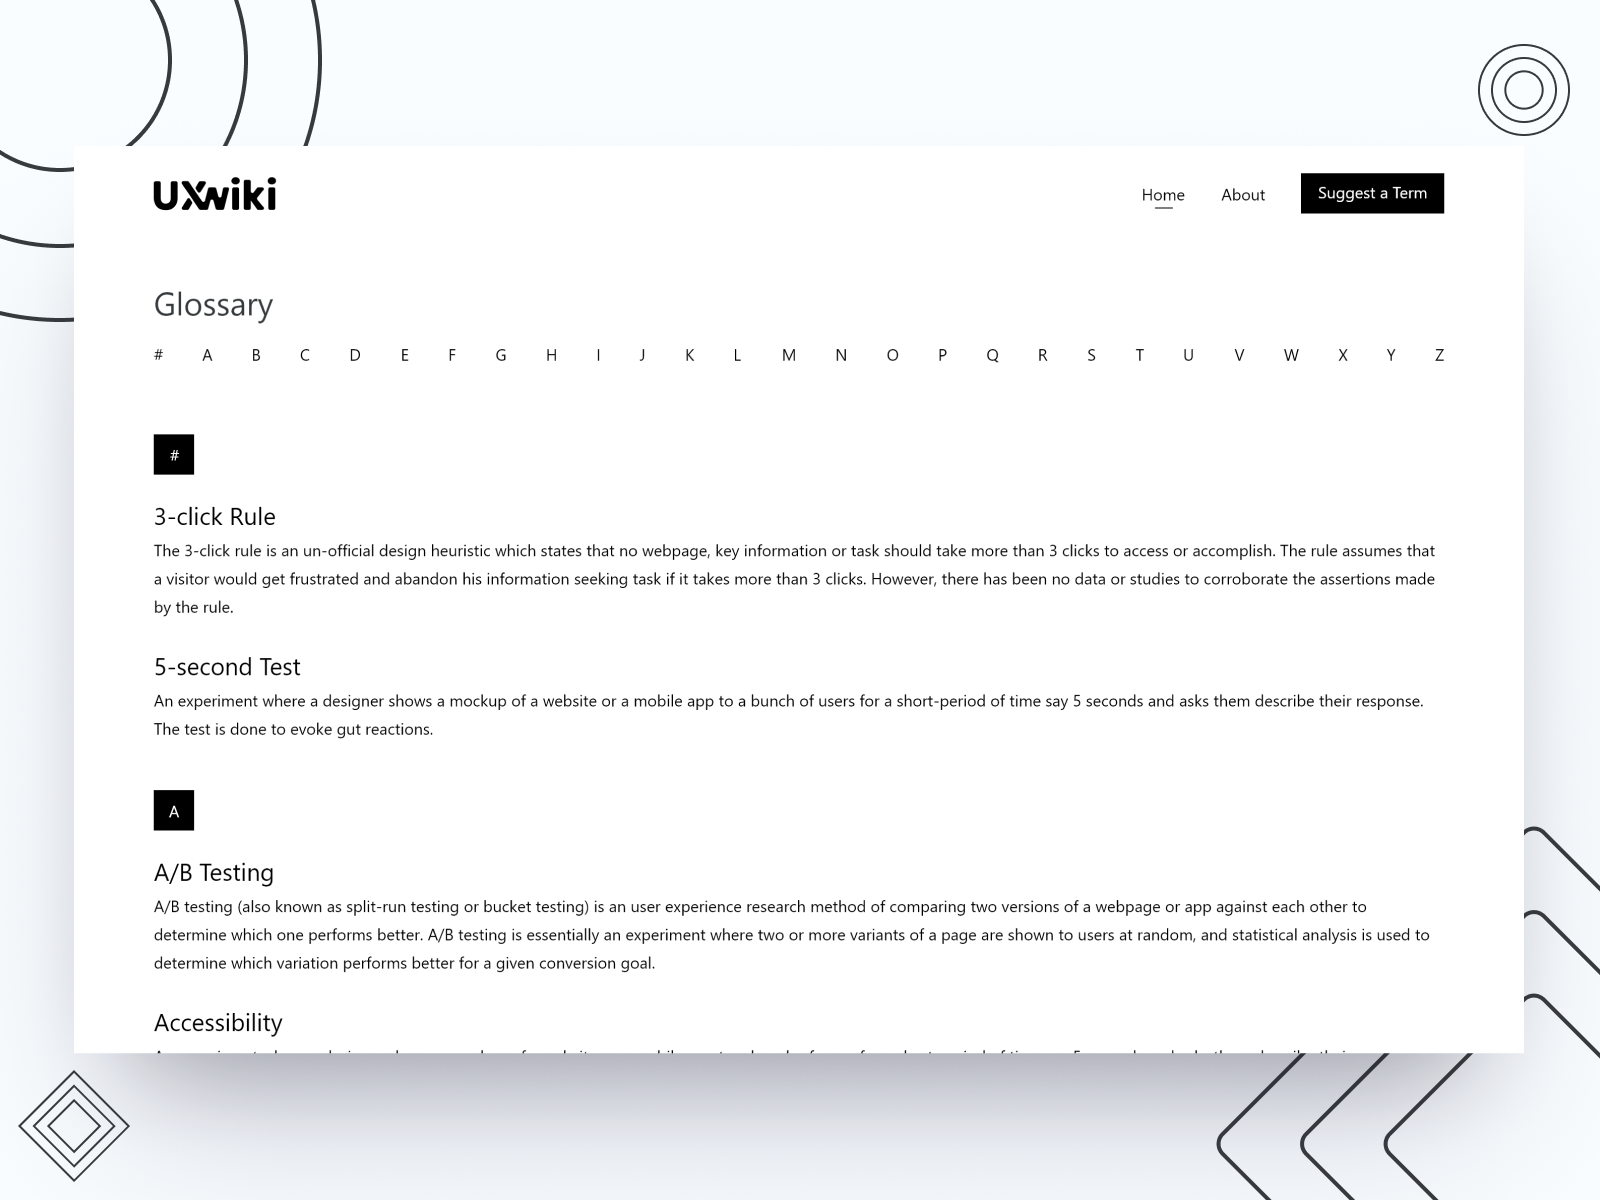 UXwiki
Home About Suggest a Term
Glossary
# A B C D E F G H I J K L M N O P Q R S T U V W X Y Z
#
3-click Rule
The 3-click rule is an un-official design heuristic which states that no webpage, key information or task should take more than 3 clicks to access or accomplish. The rule assumes that
a visitor would get frustrated and abandon his information seeking task if it takes more than 3 clicks. However, there has been no data or studies to corroborate the assertions made
by the rule.
5-second Test
An experiment where a designer shows a mockup of a website or a mobile app to a bunch of users for a short-period of time say 5 seconds and asks them describe their response.
The test is done to evoke gut reactions.
A
A/B Testing
A/B testing (also known as split-run testing or bucket testing) is an user experience research method of comparing two versions of a webpage or app against each other to
determine which one performs better. A/B testing is essentially an experiment where two or more variants of a page are shown to users at random, and statistical analysis is used to
determine which variation performs better for a given conversion goal.
Accessibility